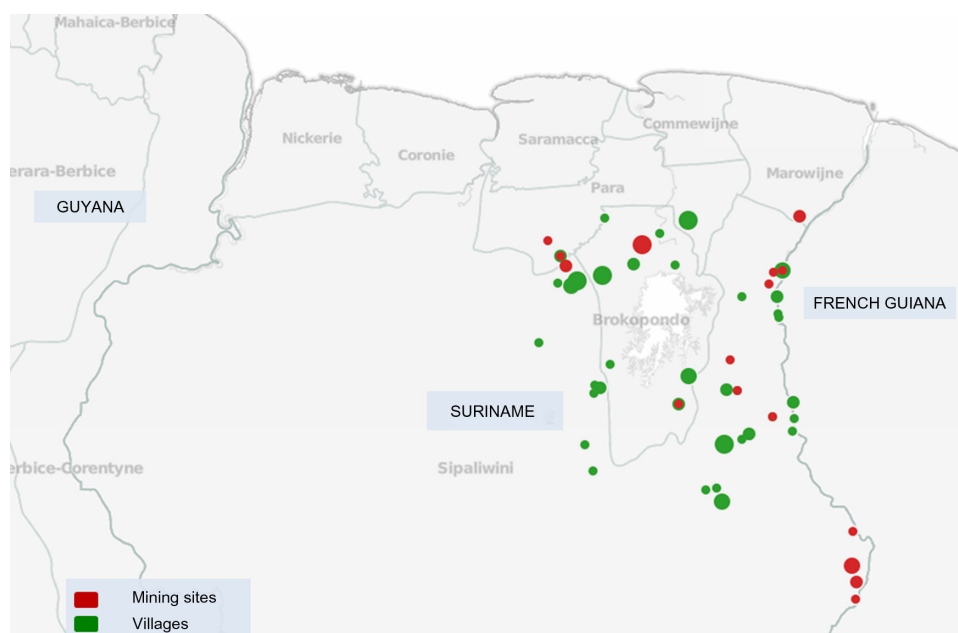 Mahaica-Berbice
Nickerie
Coronie
Saramacca
Commewijne
erara-Berbice
Para
Marowijne
GUYANA
FRENCH GUIANA
Brokopondo
SURINAME
erbice-Corentyne
Sipaliwini
Mining sites
Villages